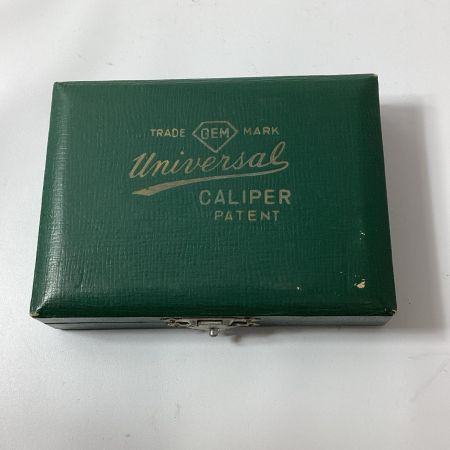 TRADE GEM MARK
Universal
CALIPER
PATENT